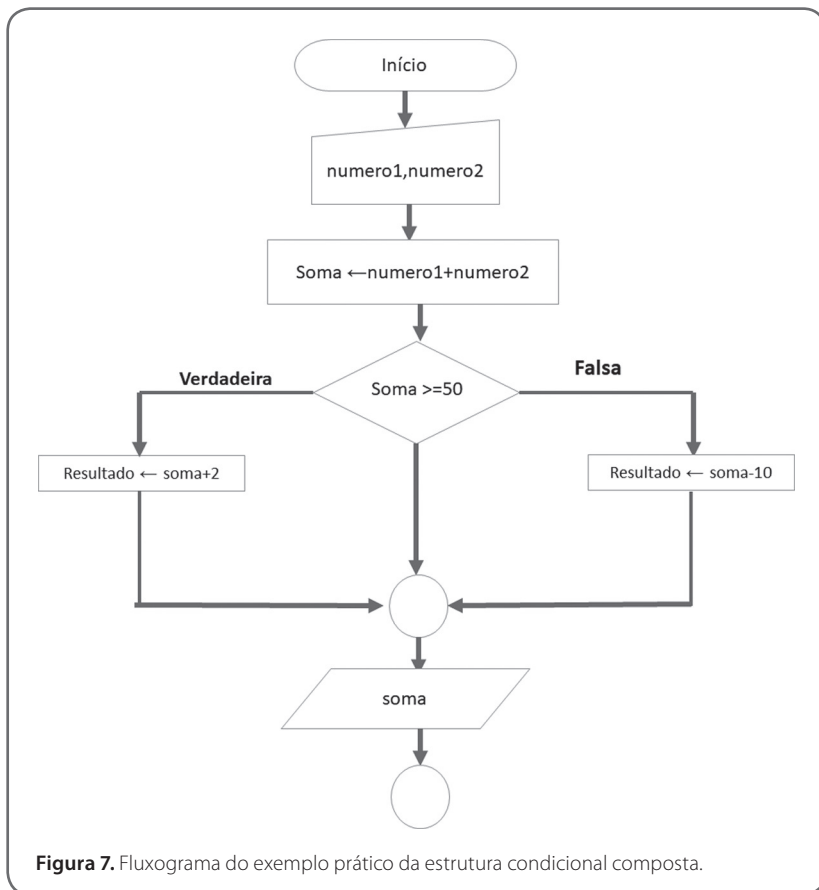 Início
numero1,numero2
Soma ←numero1+numero2
Soma >=50
Verdadeira
Falsa
Resultado ← soma+2
Resultado ← soma-10
soma
Figura 7. Fluxograma do exemplo prático da estrutura condicional composta.